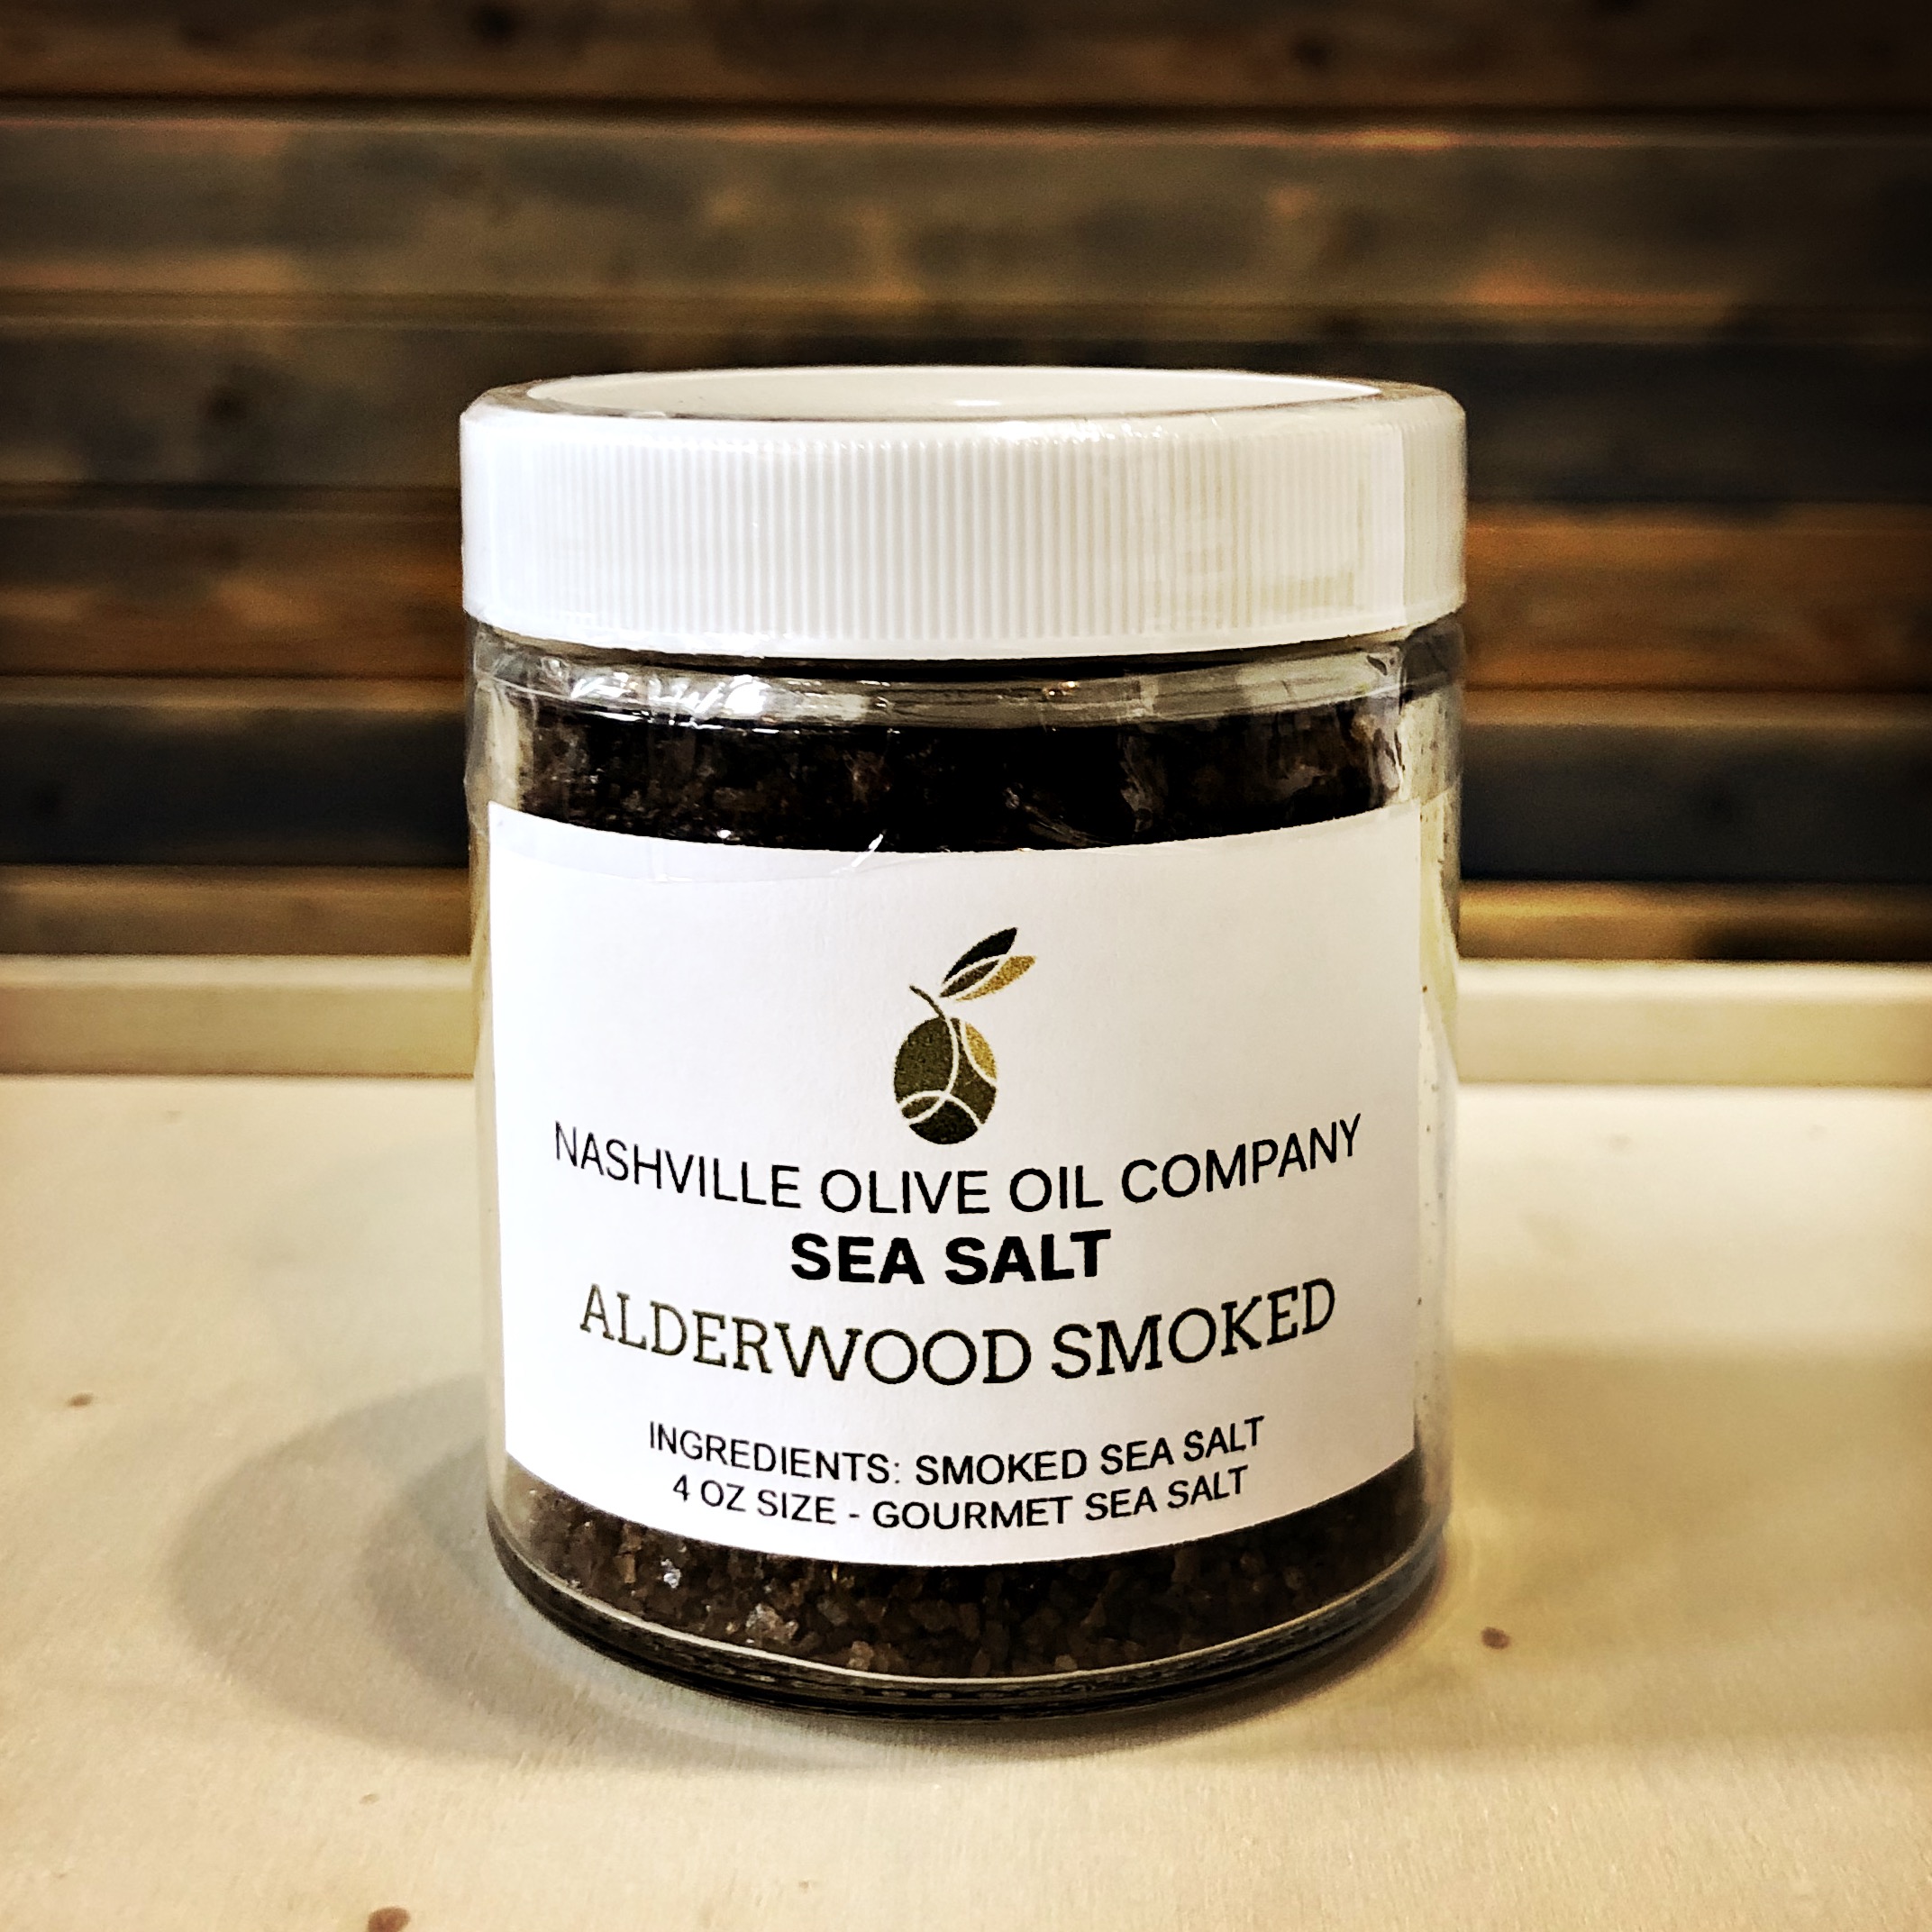 NASHVILLE OLIVE OIL COMPANY
SEA SALT
ALDERWOOD SMOKED
INGREDIENTS: SMOKED SEA SALT
4 OZ SIZE - GOURMET SEA SALT